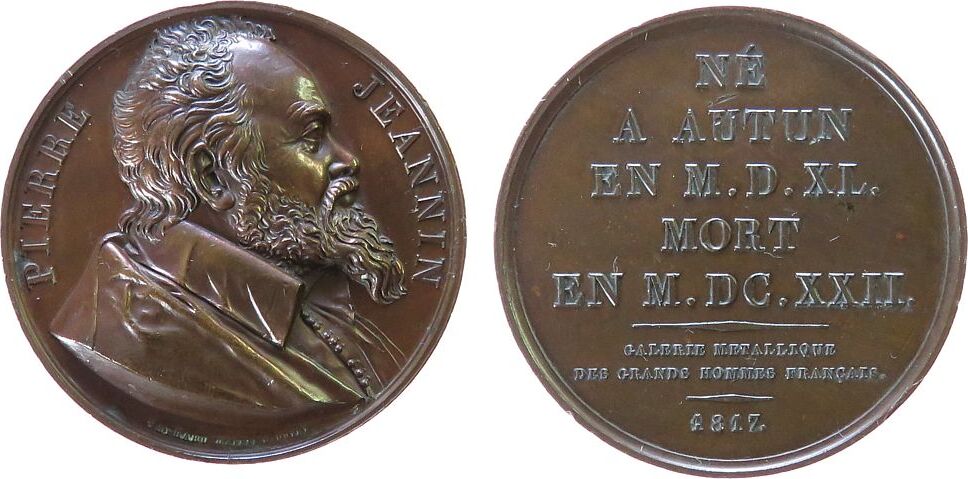 PIERRE JEANNIN
NÉ
A AUTUN
EN M.D.XL.
MORT
EN M.DC.XXII.
GALERIE METALLIQUE
DES GRANDS HOMMES FRANÇAIS.
1817.